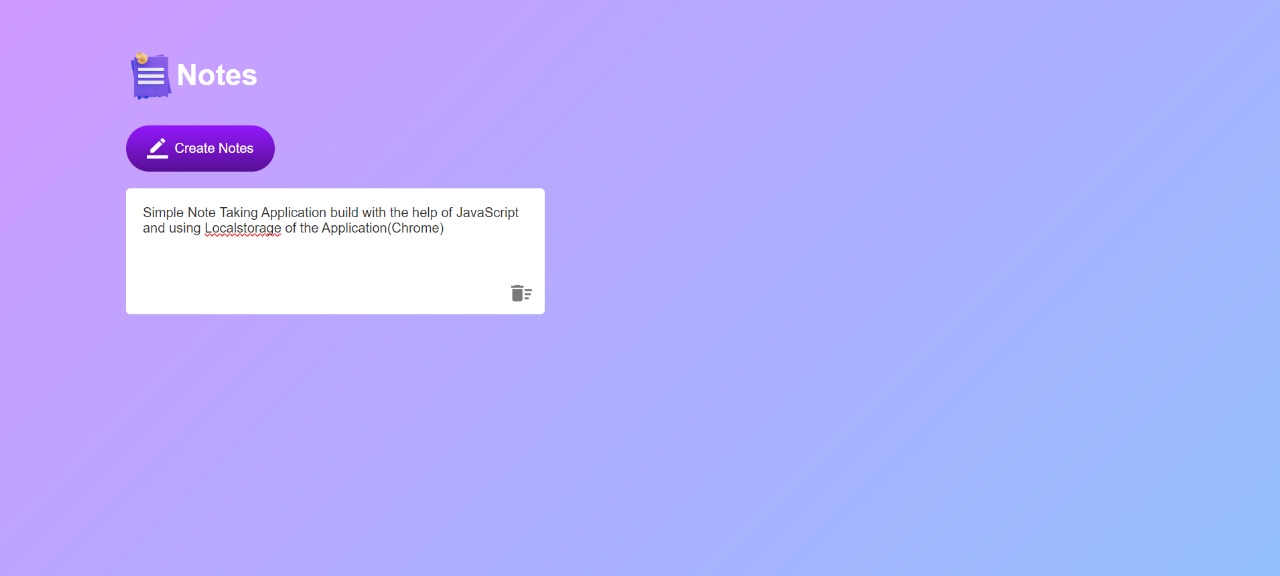 Notes
Create Notes
Simple Note Taking Application build with the help of JavaScript
and using Localstorage of the Application(Chrome)